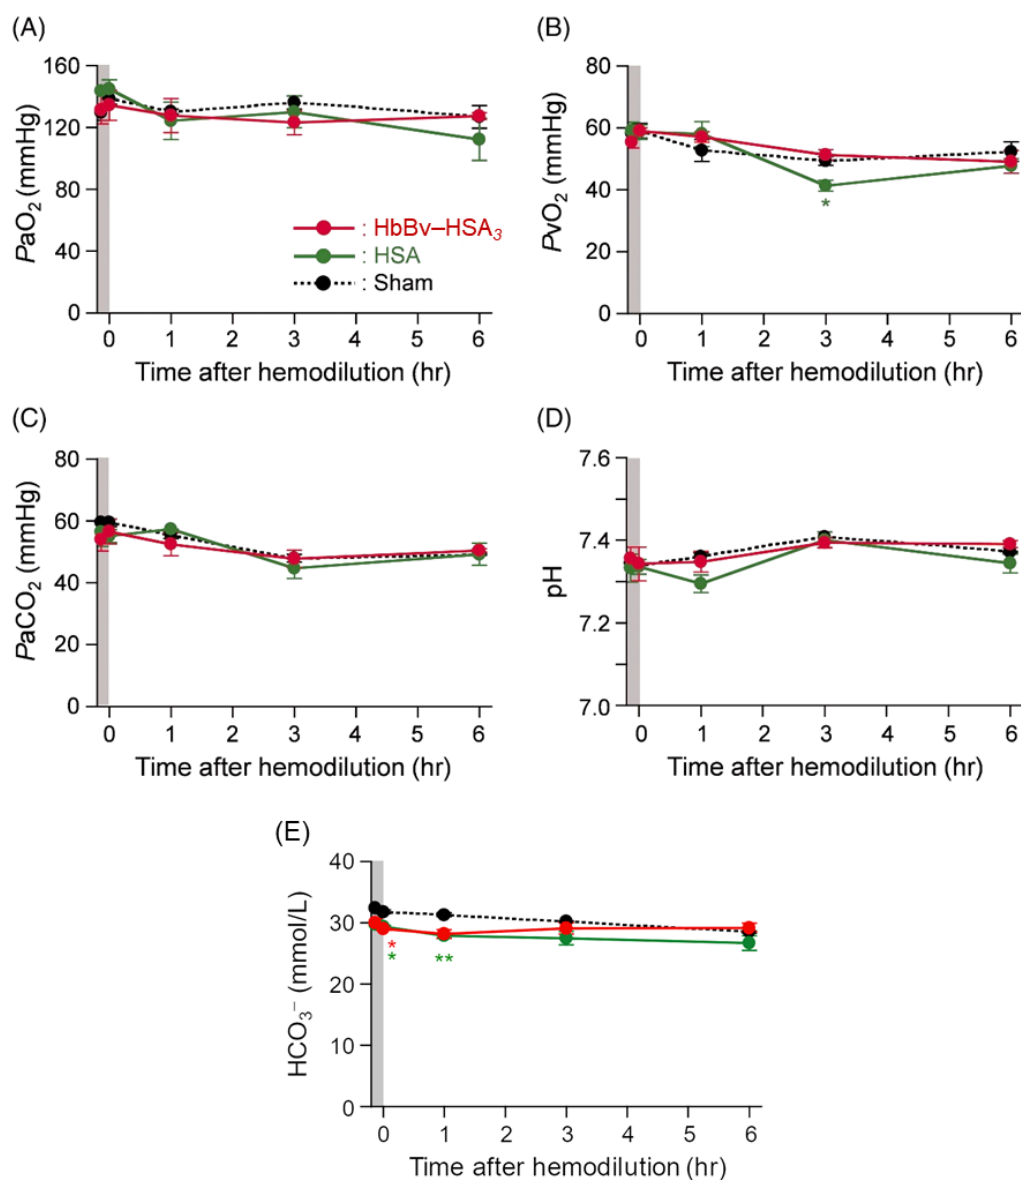 (A)
PaO₂ (mmHg)
160
120
80
40
0
: HbBv–HSA₃
: HSA
: Sham
0 1 2 3 4 5 6
Time after hemodilution (hr)
(B)
PvO₂ (mmHg)
80
60
40
20
0
*
0 1 2 3 4 5 6
Time after hemodilution (hr)
(C)
PaCO₂ (mmHg)
80
60
40
20
0
0 1 2 3 4 5 6
Time after hemodilution (hr)
(D)
pH
7.6
7.4
7.2
7.0
0 1 2 3 4 5 6
Time after hemodilution (hr)
(E)
HCO₃⁻ (mmol/L)
40
30
20
10
0
*
* **
0 1 2 3 4 5 6
Time after hemodilution (hr)